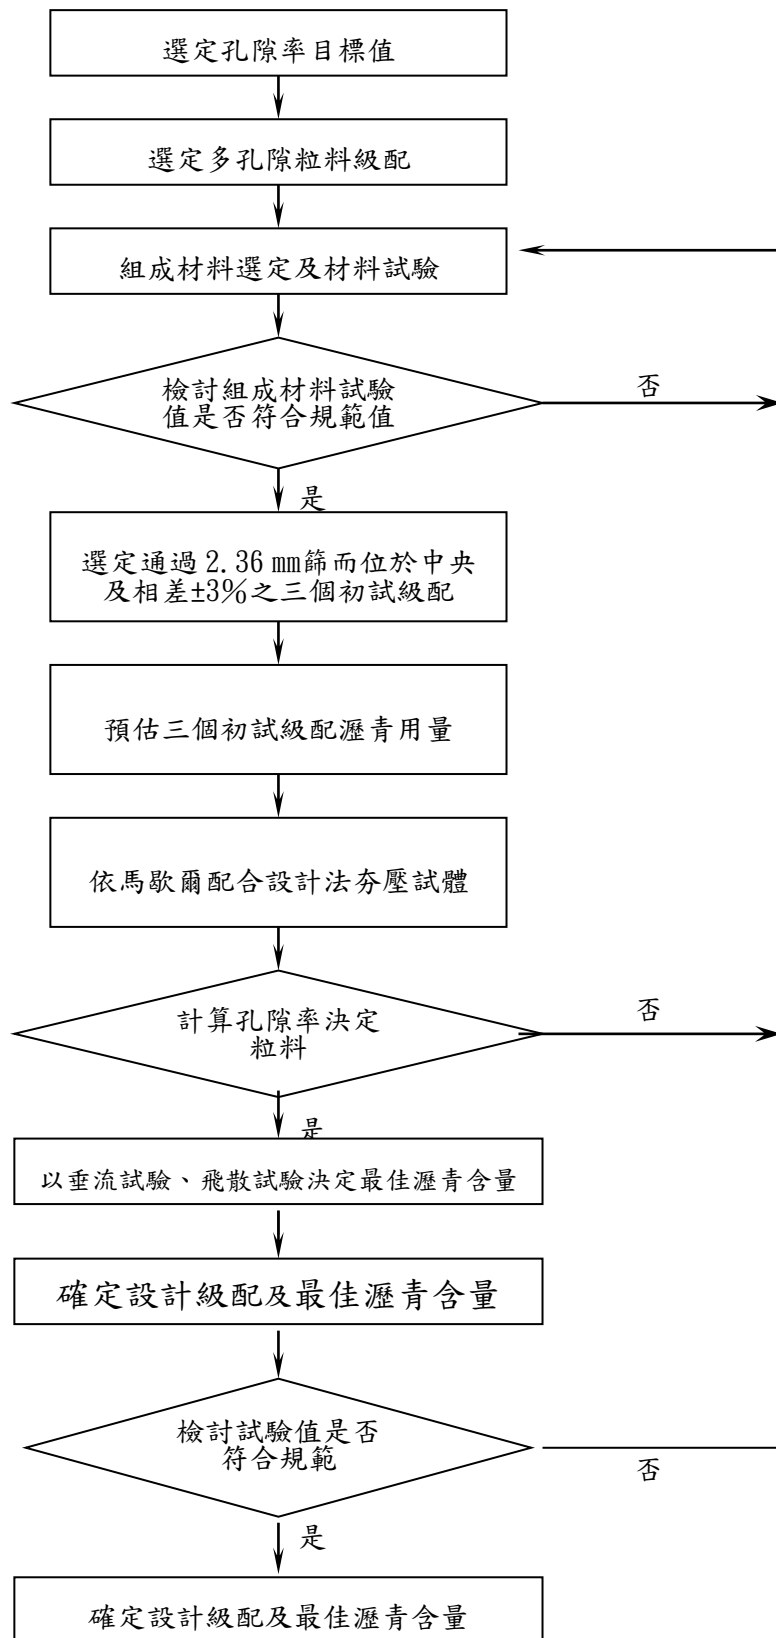 選定孔隙率目標值
選定多孔隙粒料級配
組成材料選定及材料試驗
檢討組成材料試驗
值是否符合規範值
否
是
選定通過 2.36 mm篩而位於中央
及相差±3%之三個初試級配
預估三個初試級配瀝青用量
依馬歇爾配合設計法夯壓試體
計算孔隙率決定
粒料
否
是
以垂流試驗、飛散試驗決定最佳瀝青含量
確定設計級配及最佳瀝青含量
檢討試驗值是否
符合規範
否
是
確定設計級配及最佳瀝青含量